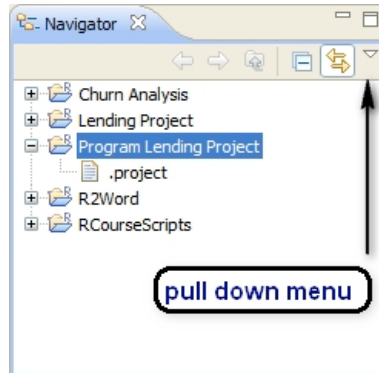 Navigator
Churn Analysis
Lending Project
Program Lending Project
.project
R2Word
RCourseScripts
pull down menu